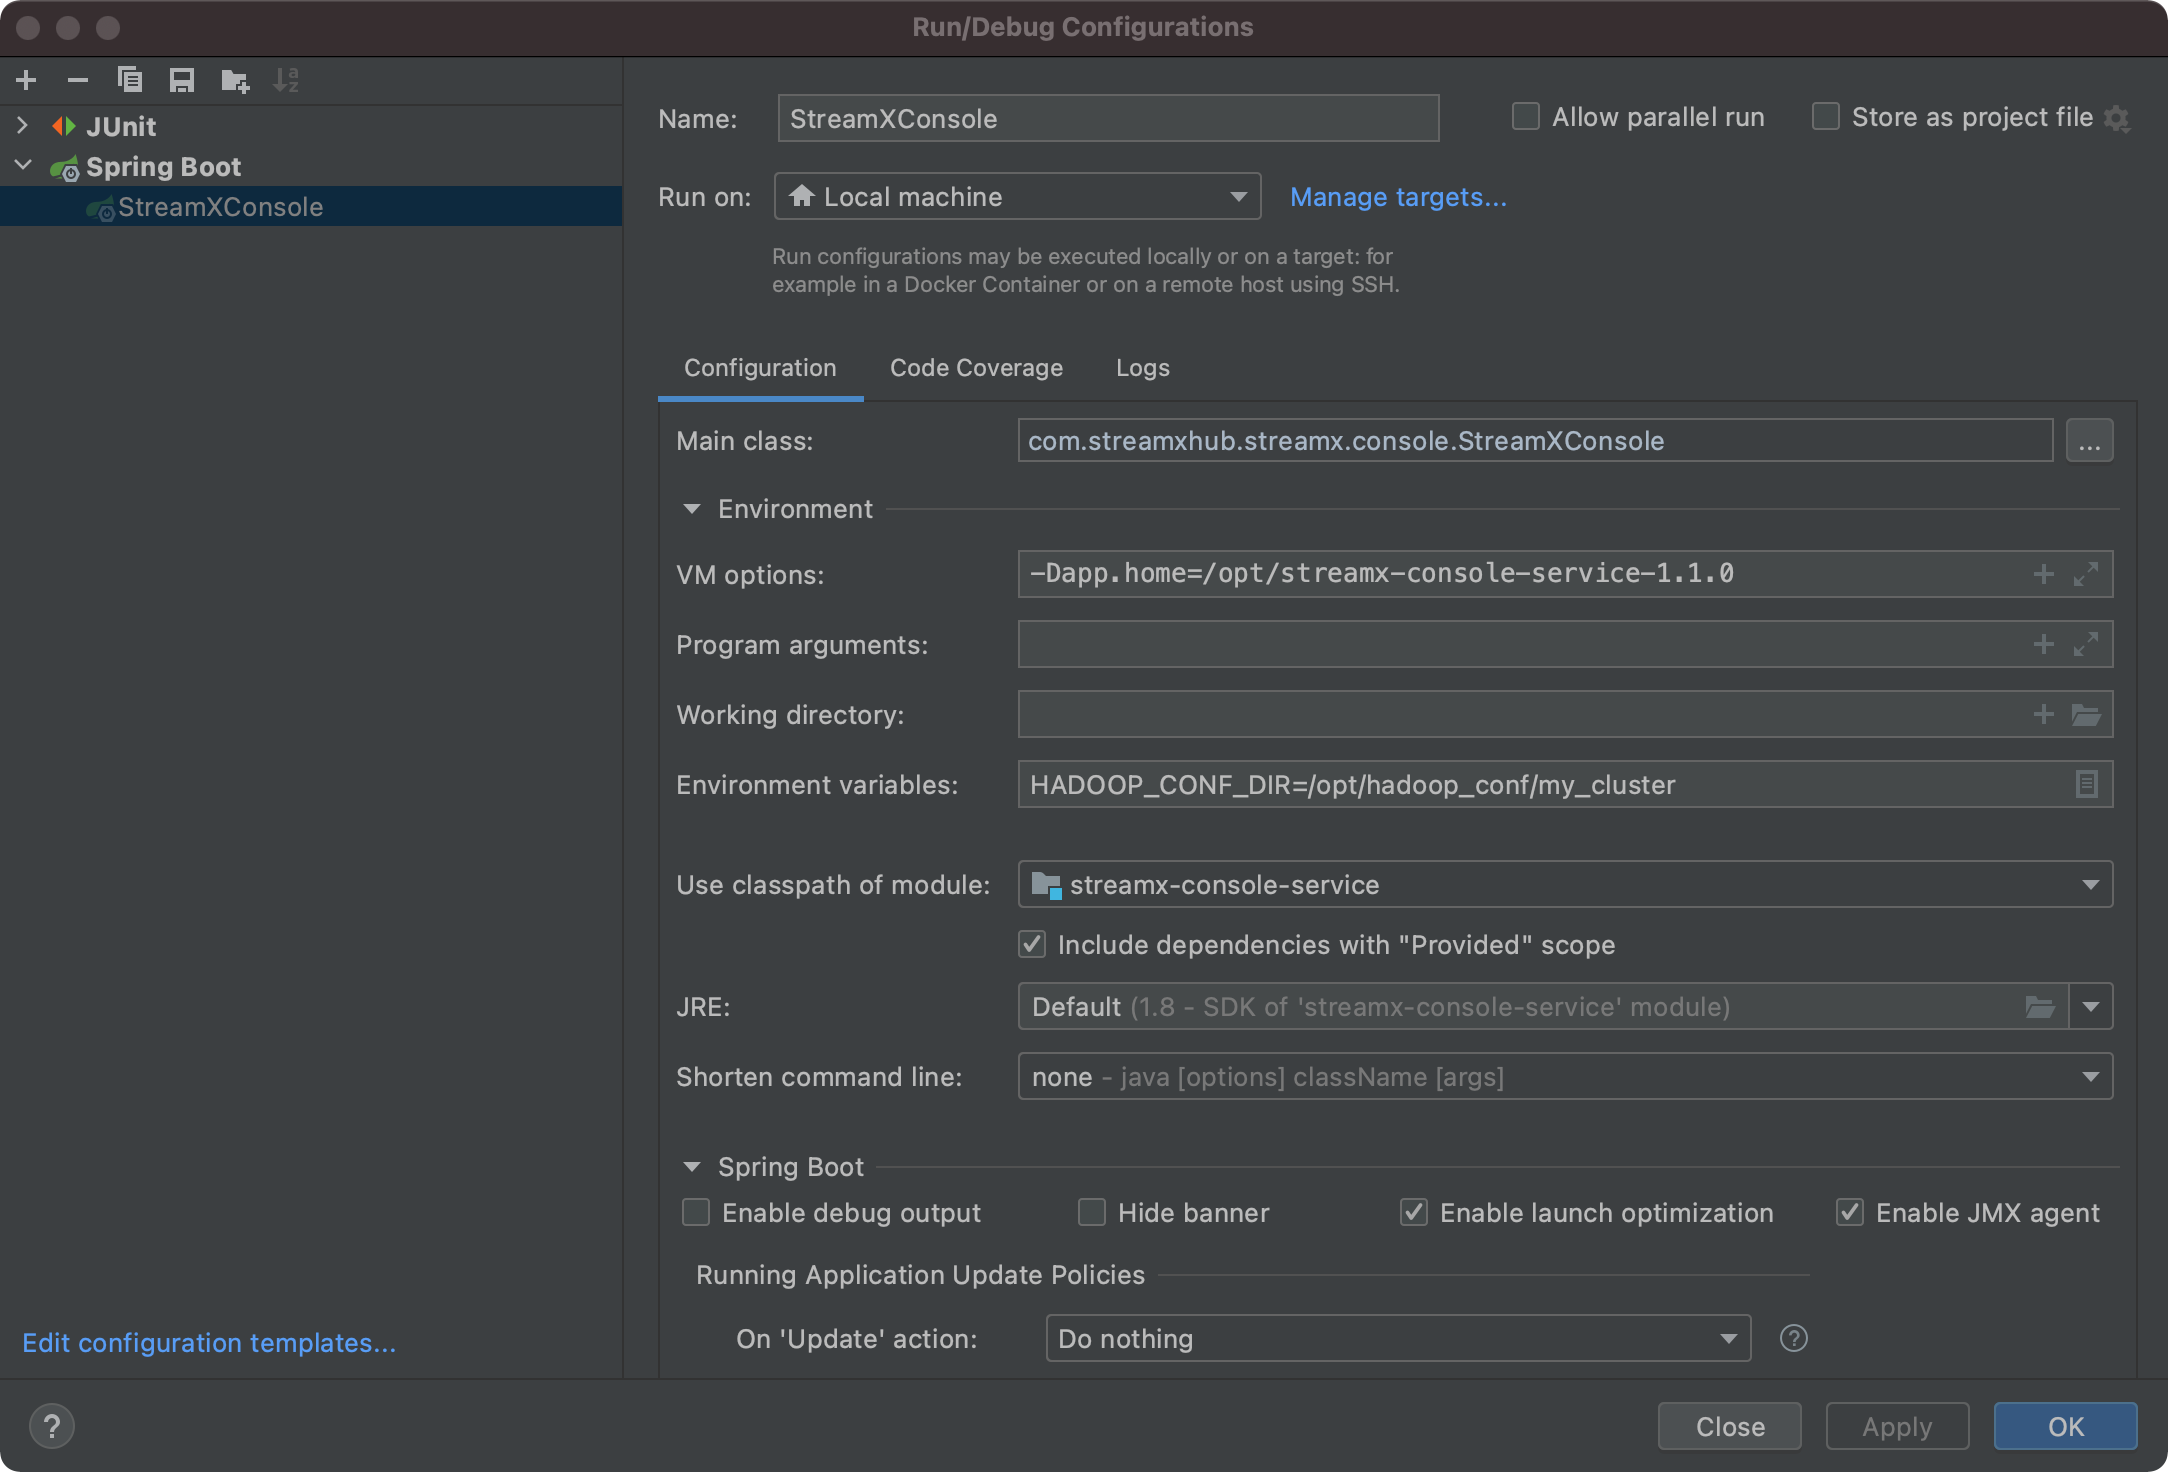 Run/Debug Configurations
JUnit
Spring Boot
StreamXConsole
Edit configuration templates...
Name: StreamXConsole
Allow parallel run
Store as project file
Run on: Local machine
Manage targets...
Run configurations may be executed locally or on a target: for
example in a Docker Container or on a remote host using SSH.
Configuration
Code Coverage
Logs
Main class: com.streamxhub.streamx.console.StreamXConsole ...
Environment
VM options: -Dapp.home=/opt/streamx-console-service-1.1.0
Program arguments:
Working directory:
Environment variables: HADOOP_CONF_DIR=/opt/hadoop_conf/my_cluster
Use classpath of module: streamx-console-service
Include dependencies with "Provided" scope
JRE: Default (1.8 - SDK of 'streamx-console-service' module)
Shorten command line: none - java [options] className [args]
Spring Boot
Enable debug output
Hide banner
Enable launch optimization
Enable JMX agent
Running Application Update Policies
On 'Update' action: Do nothing ?
? Close Apply OK